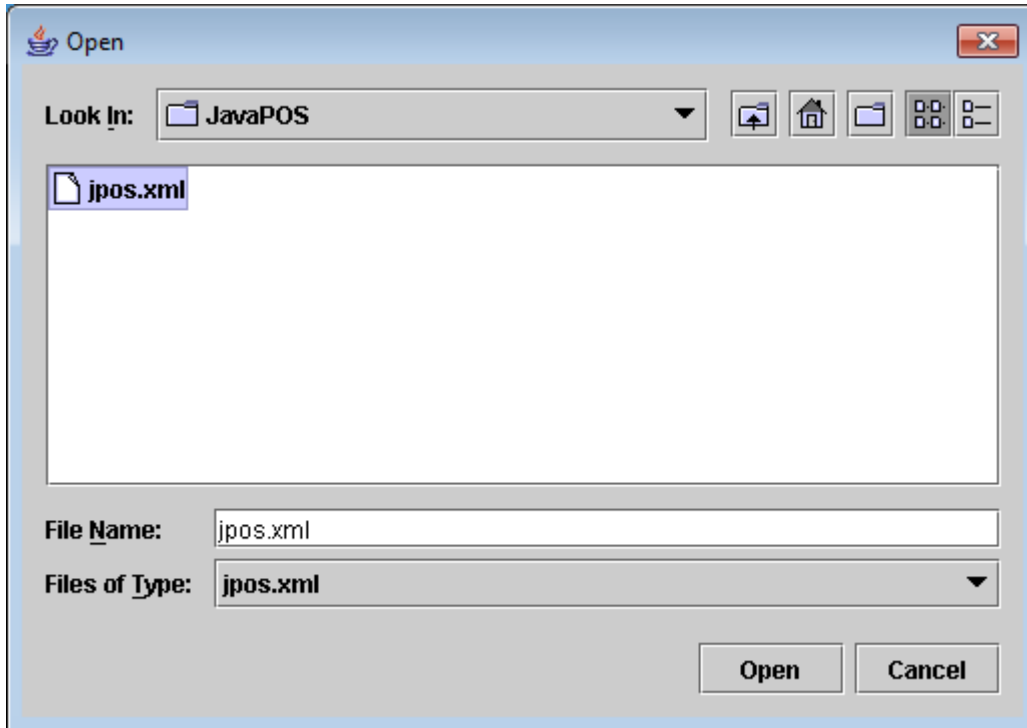 Open
Look In: JavaPOS
jpos.xml
File Name: jpos.xml
Files of Type: jpos.xml
Open Cancel